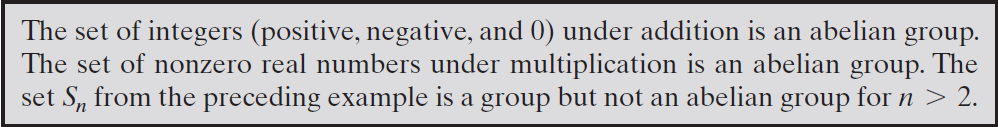 The set of integers (positive, negative, and 0) under addition is an abelian group.
The set of nonzero real numbers under multiplication is an abelian group. The
set Sₙ from the preceding example is a group but not an abelian group for n > 2.